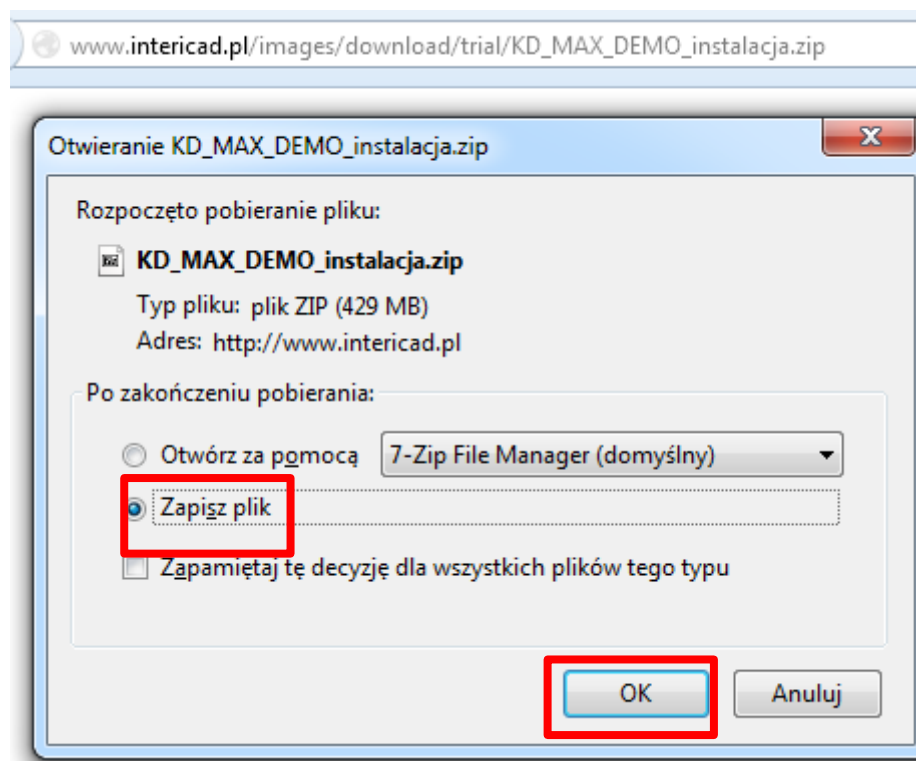 www.intericad.pl/images/download/trial/KD_MAX_DEMO_instalacja.zip
Otwieranie KD_MAX_DEMO_instalacja.zip
Rozpoczęto pobieranie pliku:
KD_MAX_DEMO_instalacja.zip
Typ pliku: plik ZIP (429 MB)
Adres: http://www.intericad.pl
Po zakończeniu pobierania:
Otwórz za pomocą 7-Zip File Manager (domyślny)
Zapisz plik
Zapamiętaj tę decyzję dla wszystkich plików tego typu
OK Anuluj